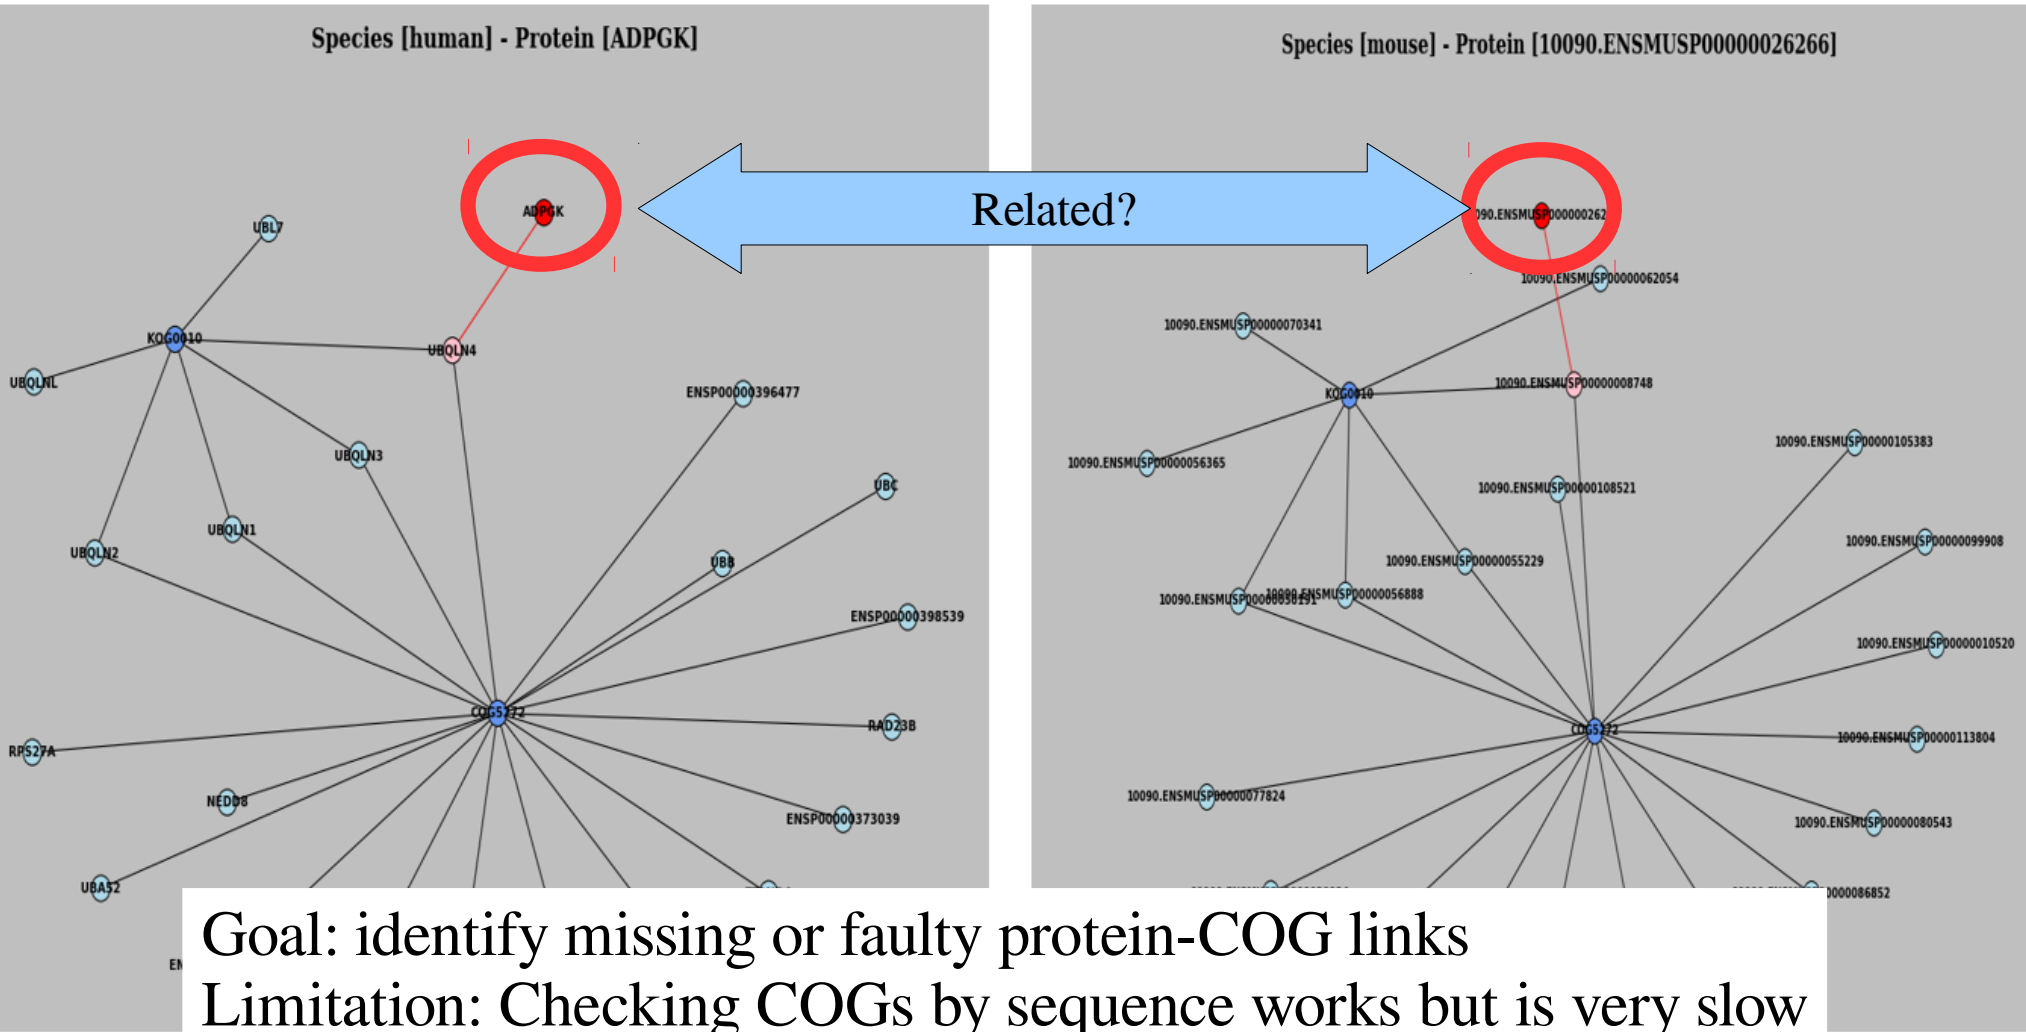 Species [human] - Protein [ADPGK]
Species [mouse] - Protein [10090.ENSMUSP00000026266]
Related?
ADPGK
UBL7
KOG0010
UBQLN4
UBQLNL
ENSP00000396477
UBQLN3
UBC
UBQLN1
UBQLN2
UBB
ENSP00000398539
COG5272
RAD23B
RPS27A
NEDD8
ENSP00000373039
UBA52
10090.ENSMUSP00000062054
10090.ENSMUSP00000070341
10090.ENSMUSP00000008748
KOG0010
10090.ENSMUSP00000105383
10090.ENSMUSP00000056365
10090.ENSMUSP00000108521
10090.ENSMUSP00000099908
10090.ENSMUSP00000055229
10090.ENSMUSP00000056888
10090.ENSMUSP00000010520
COG5272
10090.ENSMUSP00000113804
10090.ENSMUSP00000077824
10090.ENSMUSP00000080543
Goal: identify missing or faulty protein-COG links
Limitation: Checking COGs by sequence works but is very slow